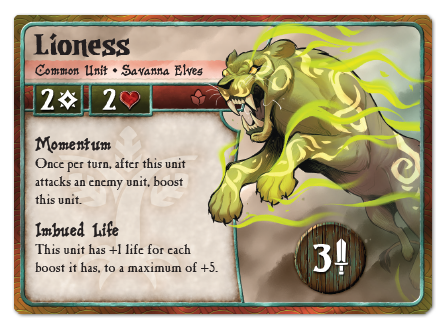 Lioness
Common Unit • Savanna Elves
2 2
Momentum
Once per turn, after this unit
attacks an enemy unit, boost
this unit.
Imbued Life
This unit has +1 life for each
boost it has, to a maximum of +5.
3